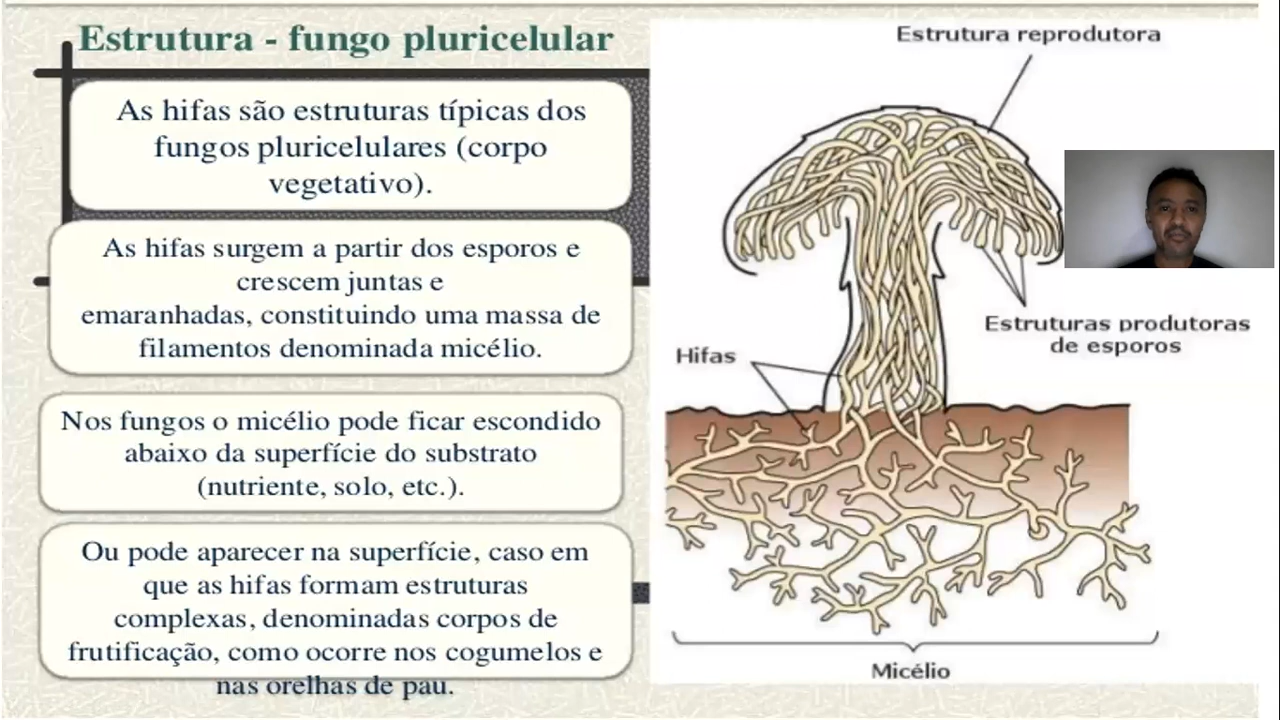 Estrutura - fungo pluricelular
As hifas são estruturas típicas dos
fungos pluricelulares (corpo
vegetativo).
As hifas surgem a partir dos esporos e
crescem juntas e
emaranhadas, constituindo uma massa de
filamentos denominada micélio.
Nos fungos o micélio pode ficar escondido
abaixo da superfície do substrato
(nutriente, solo, etc.).
Ou pode aparecer na superfície, caso em
que as hifas formam estruturas
complexas, denominadas corpos de
frutificação, como ocorre nos cogumelos e
nas orelhas de pau.
Estrutura reprodutora
Estruturas produtoras
de esporos
Hifas
Micélio